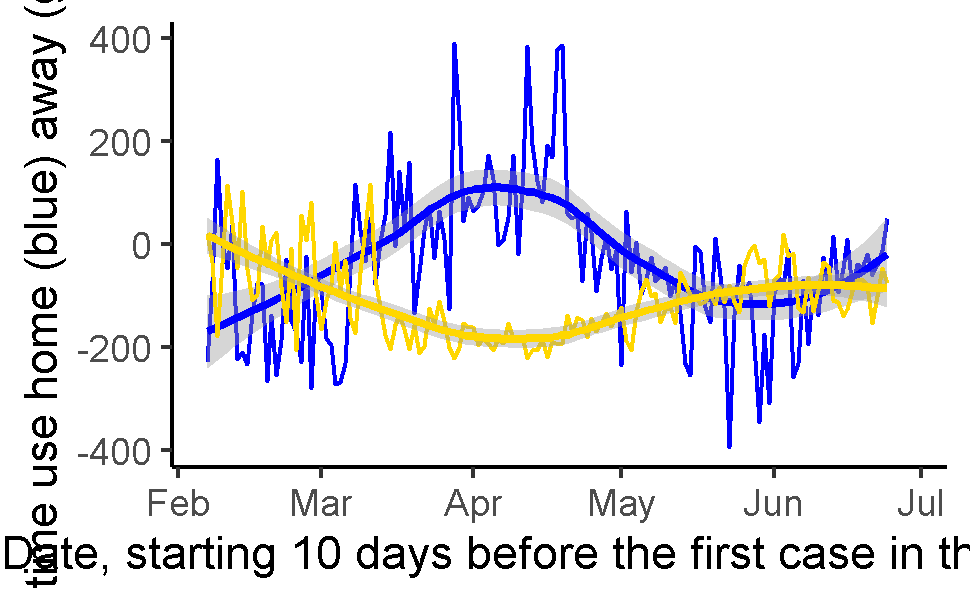 time use home (blue) away (
400
200
0
-200
-400
Feb Mar Apr May Jun Jul
Date, starting 10 days before the first case in th